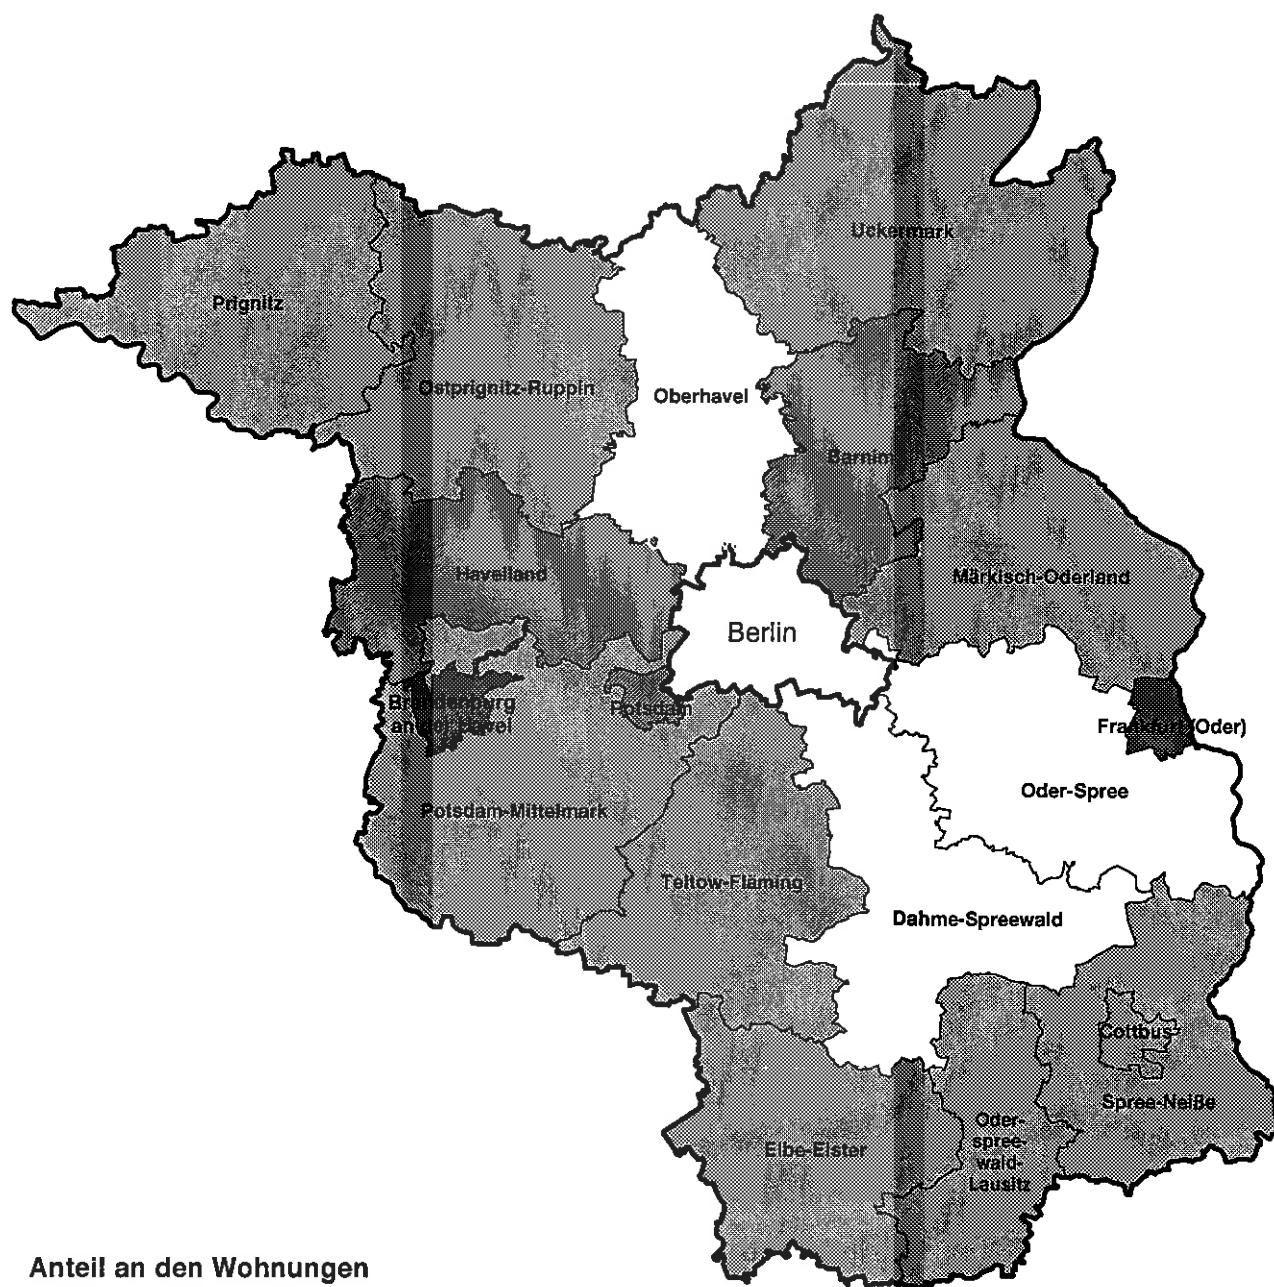 Uckermark
Prignitz
Ostprignitz-Ruppin
Oberhavel
Barnim
Havelland
Märkisch-Oderland
Berlin
Brandenburg
an der Havel
Potsdam
Frankfurt (Oder)
Oder-Spree
Potsdam-Mittelmark
Teltow-Fläming
Dahme-Spreewald
Cottbus
Spree-Neiße
Elbe-Elster
Oder-
spree-
wald-
Lausitz
Anteil an den Wohnungen